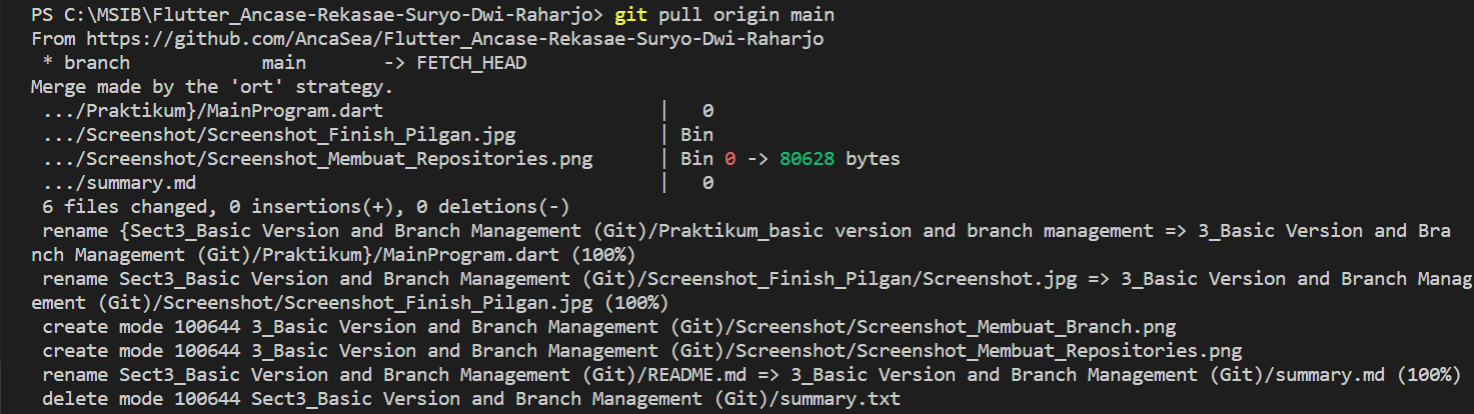 PS C:\MSIB\Flutter_Ancase-Rekasae-Suryo-Dwi-Raharjo> git pull origin main
From https://github.com/AncaSea/Flutter_Ancase-Rekasae-Suryo-Dwi-Raharjo
 * branch            main       -> FETCH_HEAD
Merge made by the 'ort' strategy.
 .../Praktikum}/MainProgram.dart                         |   0
 .../Screenshot/Screenshot_Finish_Pilgan.jpg             | Bin
 .../Screenshot/Screenshot_Membuat_Repositories.png      | Bin 0 -> 80628 bytes
 .../summary.md                                          |   0
 6 files changed, 0 insertions(+), 0 deletions(-)
 rename {Sect3_Basic Version and Branch Management (Git)/Praktikum_basic version and branch management => 3_Basic Version and Bra
nch Management (Git)/Praktikum}/MainProgram.dart (100%)
 rename Sect3_Basic Version and Branch Management (Git)/Screenshot_Finish_Pilgan/Screenshot.jpg => 3_Basic Version and Branch Manag
ement (Git)/Screenshot/Screenshot_Finish_Pilgan.jpg (100%)
 create mode 100644 3_Basic Version and Branch Management (Git)/Screenshot/Screenshot_Membuat_Branch.png
 create mode 100644 3_Basic Version and Branch Management (Git)/Screenshot/Screenshot_Membuat_Repositories.png
 rename Sect3_Basic Version and Branch Management (Git)/README.md => 3_Basic Version and Branch Management (Git)/summary.md (100%)
 delete mode 100644 Sect3_Basic Version and Branch Management (Git)/summary.txt